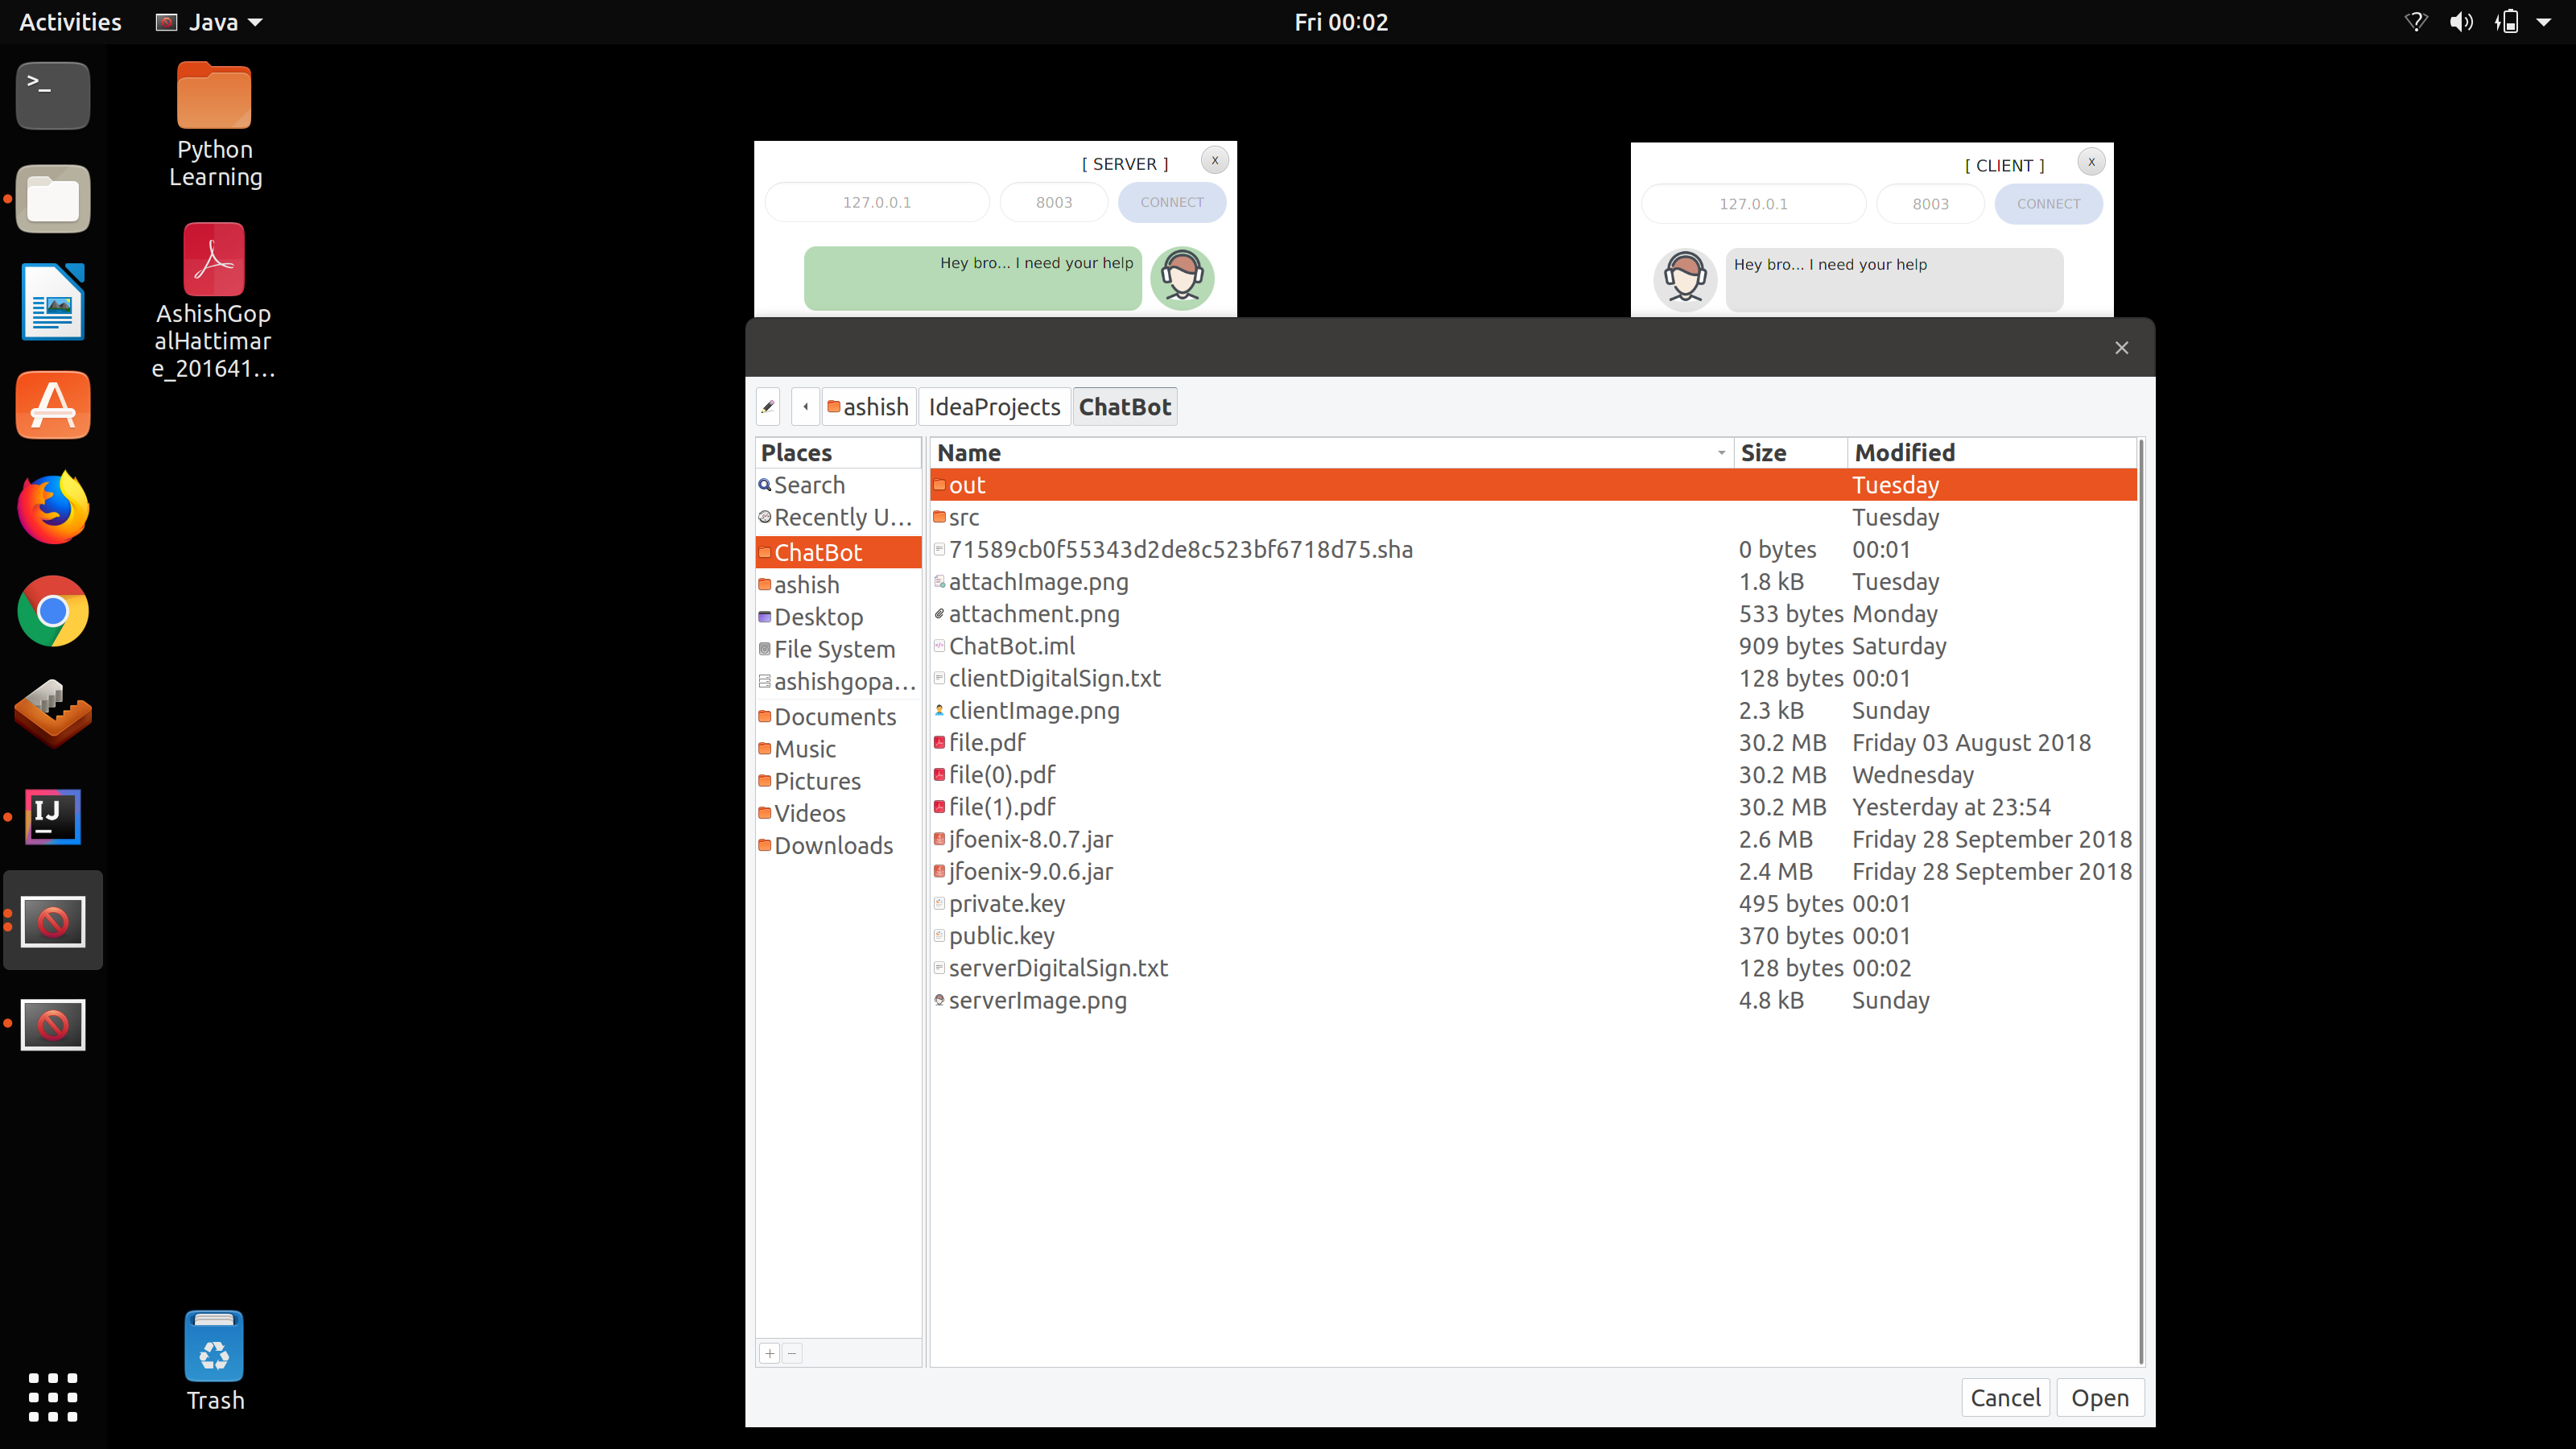 Activities
Java
Fri 00:02
>_
Python
Learning
AshishGop
alHattimar
e_201641...
[ SERVER ]
X
127.0.0.1
8003
CONNECT
Hey bro... I need your help
[ CLIENT ]
X
127.0.0.1
8003
CONNECT
Hey bro... I need your help
ashish
IdeaProjects
ChatBot
Places
Search
Recently U...
ChatBot
ashish
Desktop
File System
ashishgopa...
Documents
Music
Pictures
Videos
Downloads
Name Size Modified
out Tuesday
src Tuesday
71589cb0f55343d2de8c523bf6718d75.sha 0 bytes 00:01
attachImage.png 1.8 kB Tuesday
attachment.png 533 bytes Monday
ChatBot.iml 909 bytes Saturday
clientDigitalSign.txt 128 bytes 00:01
clientImage.png 2.3 kB Sunday
file.pdf 30.2 MB Friday 03 August 2018
file(0).pdf 30.2 MB Wednesday
file(1).pdf 30.2 MB Yesterday at 23:54
jfoenix-8.0.7.jar 2.6 MB Friday 28 September 2018
jfoenix-9.0.6.jar 2.4 MB Friday 28 September 2018
private.key 495 bytes 00:01
public.key 370 bytes 00:01
serverDigitalSign.txt 128 bytes 00:02
serverImage.png 4.8 kB Sunday
IJ
Trash
Cancel
Open